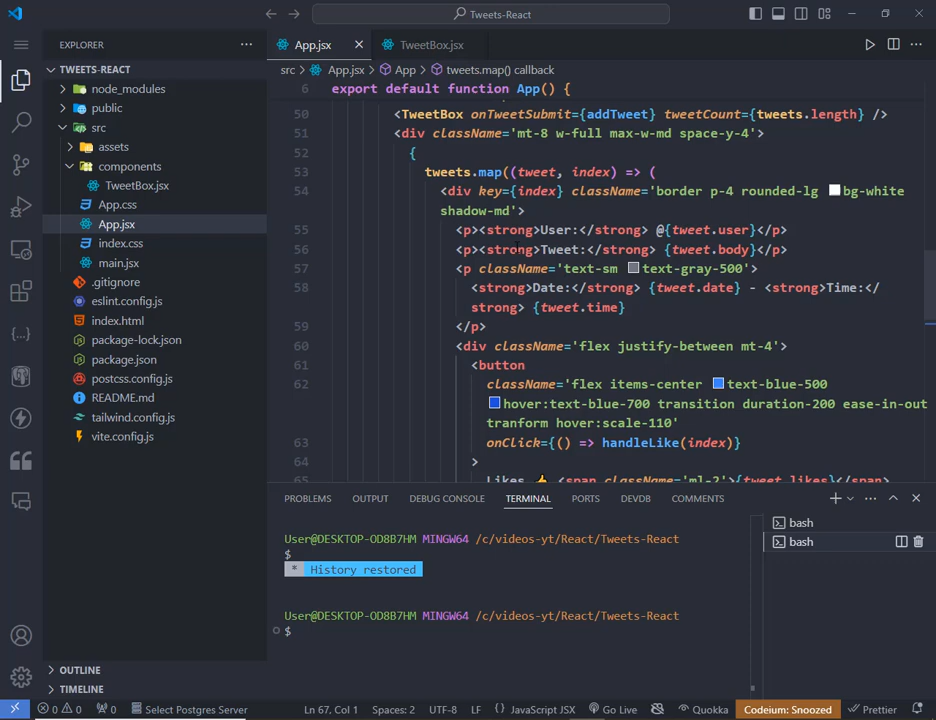 Tweets-React
EXPLORER
App.jsx
TweetBox.jsx
TWEETS-REACT
node_modules
public
src
assets
components
TweetBox.jsx
App.css
App.jsx
index.css
main.jsx
.gitignore
eslint.config.js
index.html
package-lock.json
package.json
postcss.config.js
README.md
tailwind.config.js
vite.config.js
OUTLINE
TIMELINE
src > App.jsx > App > tweets.map() callback
6 export default function App() {
50 <TweetBox onTweetSubmit={addTweet} tweetCount={tweets.length} />
51 <div className='mt-8 w-full max-w-md space-y-4'>
52 {
53 tweets.map((tweet, index) => (
54 <div key={index} className='border p-4 rounded-lg bg-white
shadow-md'>
55 <p><strong>User:</strong> @{tweet.user}</p>
56 <p><strong>Tweet:</strong> {tweet.body}</p>
57 <p className='text-sm text-gray-500'>
58 <strong>Date:</strong> {tweet.date} - <strong>Time:</
strong> {tweet.time}
59 </p>
60 <div className='flex justify-between mt-4'>
61 <button
62 className='flex items-center text-blue-500
hover:text-blue-700 transition duration-200 ease-in-out
tranform hover:scale-110'
63 onClick={() => handleLike(index)}
64 >
65 Likes 👍 <span className='ml-2'>{tweet.likes}</span>
PROBLEMS OUTPUT DEBUG CONSOLE TERMINAL PORTS DEVDB COMMENTS
User@DESKTOP-OD8B7HM MINGW64 /c/videos-yt/React/Tweets-React
$
* History restored
User@DESKTOP-OD8B7HM MINGW64 /c/videos-yt/React/Tweets-React
$
bash
bash
0 0 0 Select Postgres Server Ln 67, Col 1 Spaces: 2 UTF-8 LF {} JavaScript JSX Go Live Quokka Codeium: Snoozed Prettier